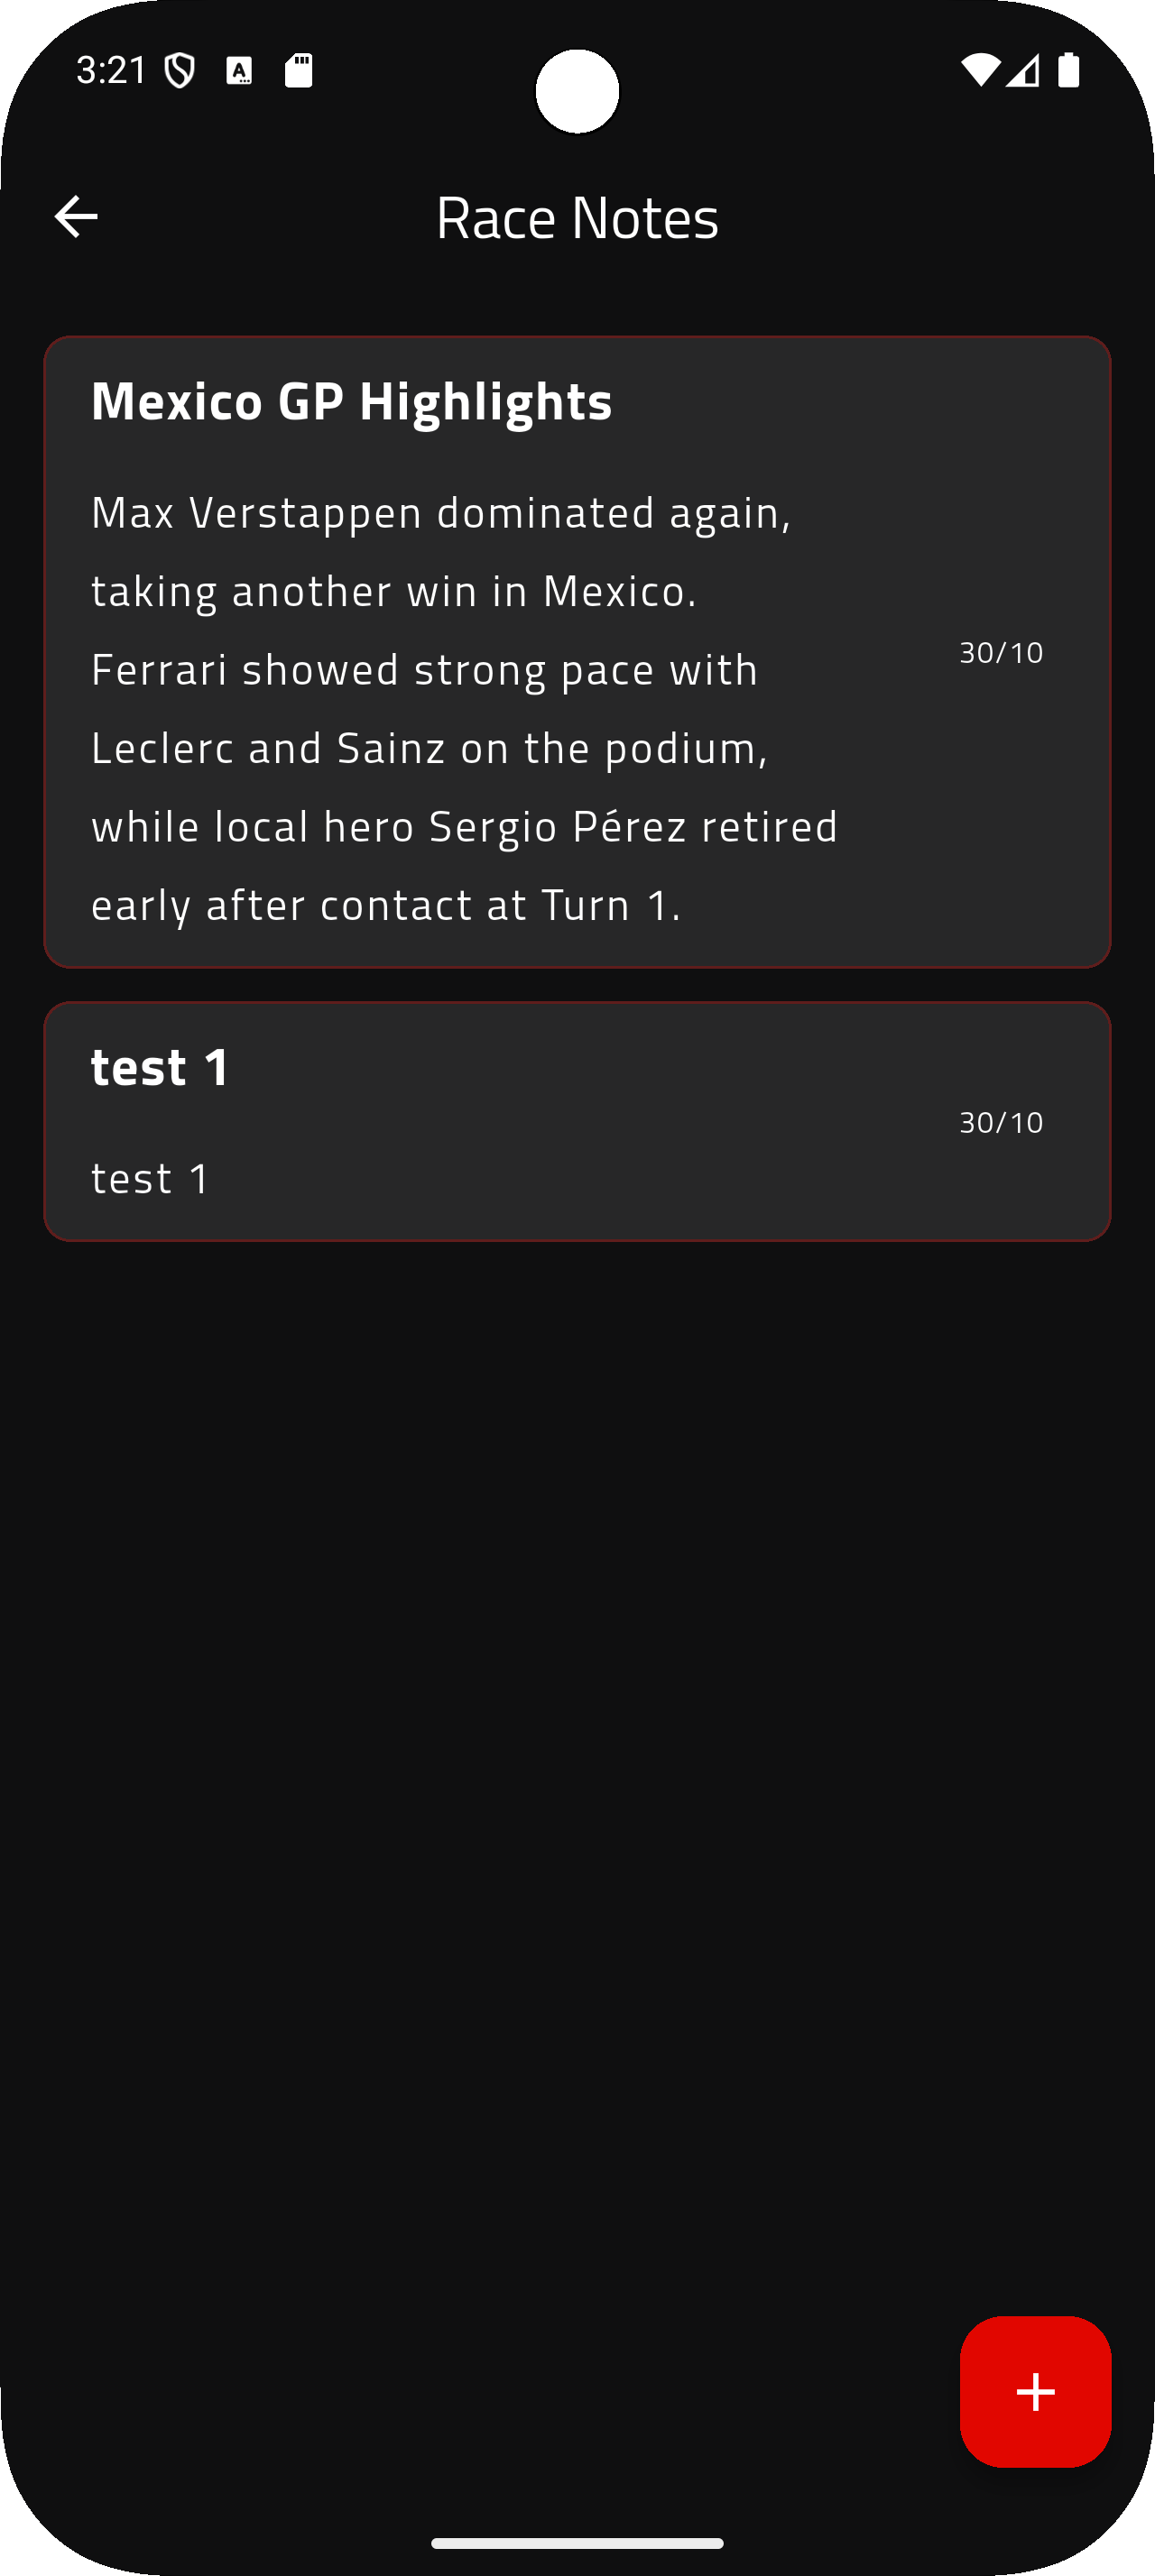 3:21
Race Notes
Mexico GP Highlights
Max Verstappen dominated again,
taking another win in Mexico.
Ferrari showed strong pace with
Leclerc and Sainz on the podium,
while local hero Sergio Pérez retired
early after contact at Turn 1.
30/10
test 1
test 1
30/10